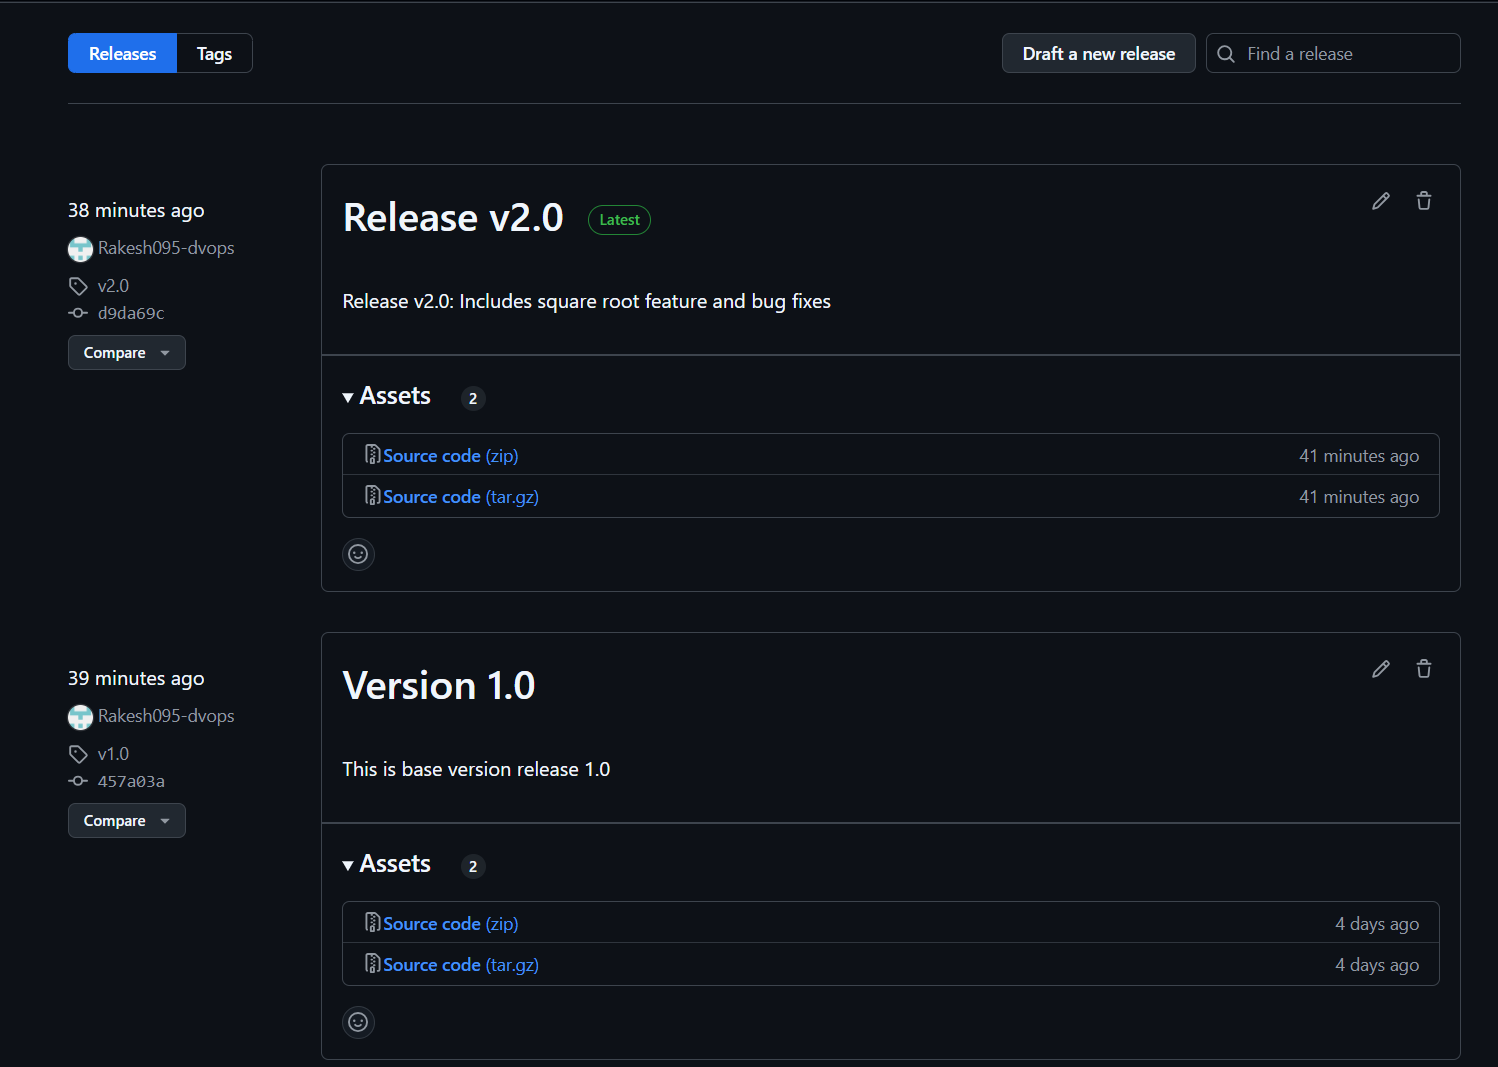 Releases Tags Draft a new release Find a release
38 minutes ago
Rakesh095-dvops
v2.0
d9da69c
Compare
Release v2.0 Latest
Release v2.0: Includes square root feature and bug fixes
Assets 2
Source code (zip) 41 minutes ago
Source code (tar.gz) 41 minutes ago
39 minutes ago
Rakesh095-dvops
v1.0
457a03a
Compare
Version 1.0
This is base version release 1.0
Assets 2
Source code (zip) 4 days ago
Source code (tar.gz) 4 days ago